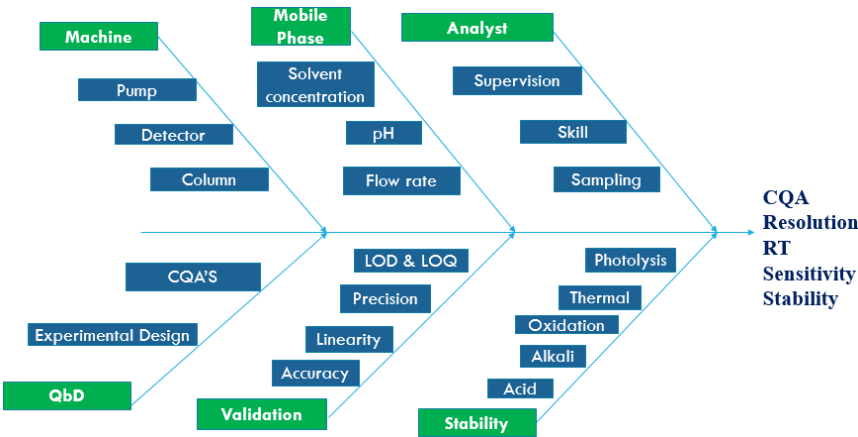 Machine
Pump
Detector
Column
Mobile
Phase
Solvent
concentration
pH
Flow rate
Analyst
Supervision
Skill
Sampling
CQA
Resolution
RT
Sensitivity
Stability
CQA'S
Experimental Design
QbD
LOD & LOQ
Precision
Linearity
Accuracy
Validation
Photolysis
Thermal
Oxidation
Alkali
Acid
Stability